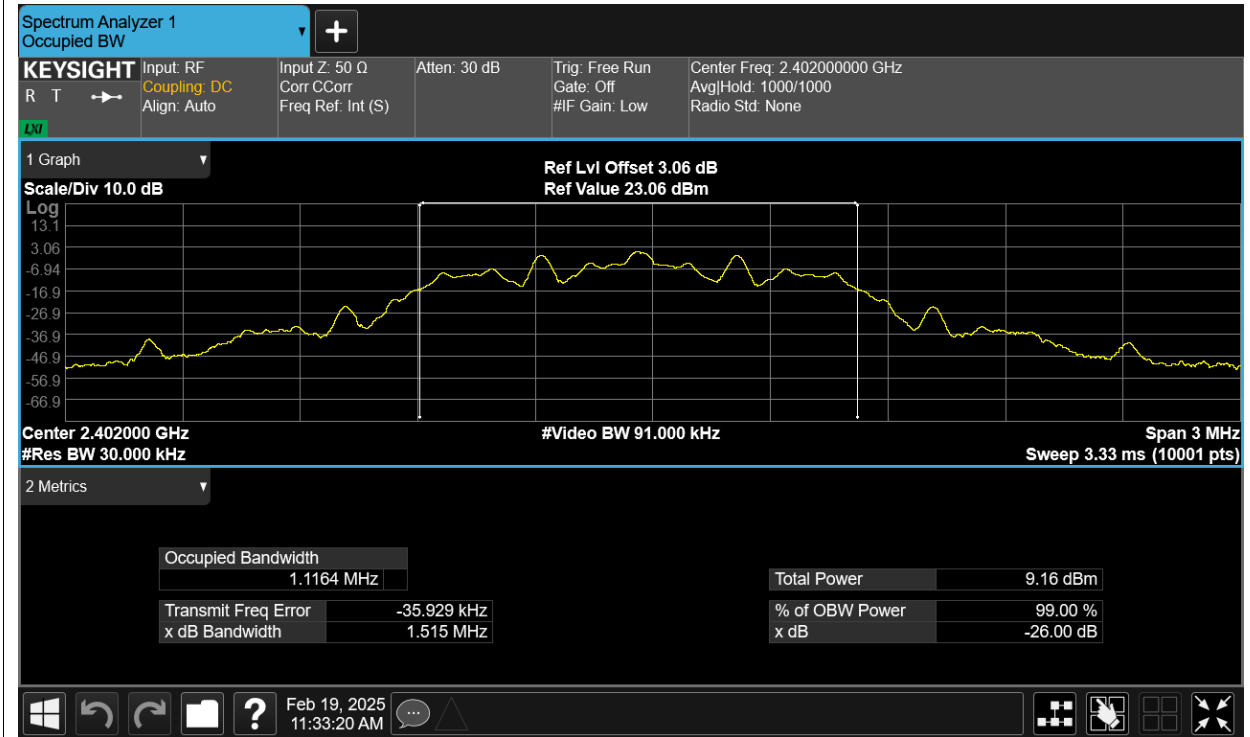 Spectrum Analyzer 1
Occupied BW
KEYSIGHT
R T
LXI
Input: RF
Coupling: DC
Align: Auto
Input Z: 50 Ω
Corr CCorr
Freq Ref: Int (S)
Atten: 30 dB
Trig: Free Run
Gate: Off
#IF Gain: Low
Center Freq: 2.402000000 GHz
Avg|Hold: 1000/1000
Radio Std: None
1 Graph
Scale/Div 10.0 dB
Ref Lvl Offset 3.06 dB
Ref Value 23.06 dBm
Log
13.1
3.06
-6.94
-16.9
-26.9
-36.9
-46.9
-56.9
-66.9
Center 2.402000 GHz
#Video BW 91.000 kHz
Span 3 MHz
#Res BW 30.000 kHz
Sweep 3.33 ms (10001 pts)
2 Metrics
Occupied Bandwidth
1.1164 MHz
Total Power 9.16 dBm
Transmit Freq Error -35.929 kHz
% of OBW Power 99.00 %
x dB Bandwidth 1.515 MHz
x dB -26.00 dB
?
Feb 19, 2025
11:33:20 AM